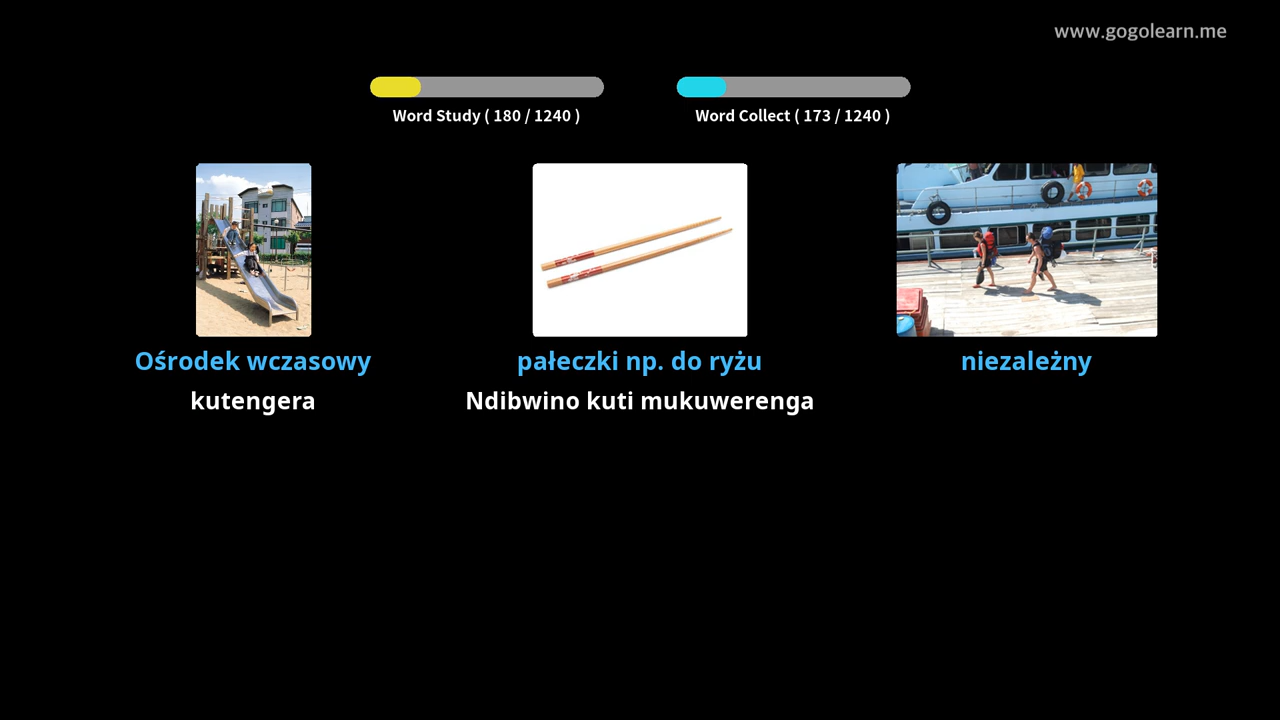 www.gogolearn.me
Word Study ( 180 / 1240 )
Word Collect ( 173 / 1240 )
Ośrodek wczasowy
kutengera
pałeczki np. do ryżu
Ndibwino kuti mukuwerenga
niezależny